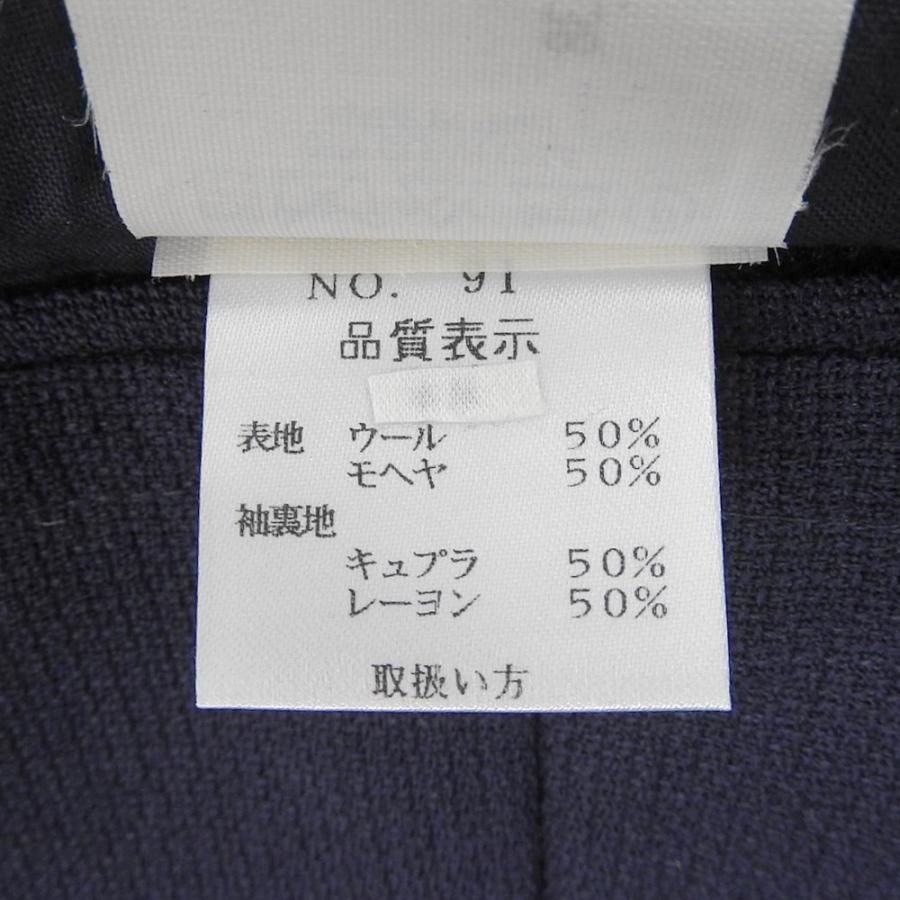 NO. 91
品質表示
表地 ウール 50%
モヘヤ 50%
袖裏地
キュプラ 50%
レーヨン 50%
取扱い方